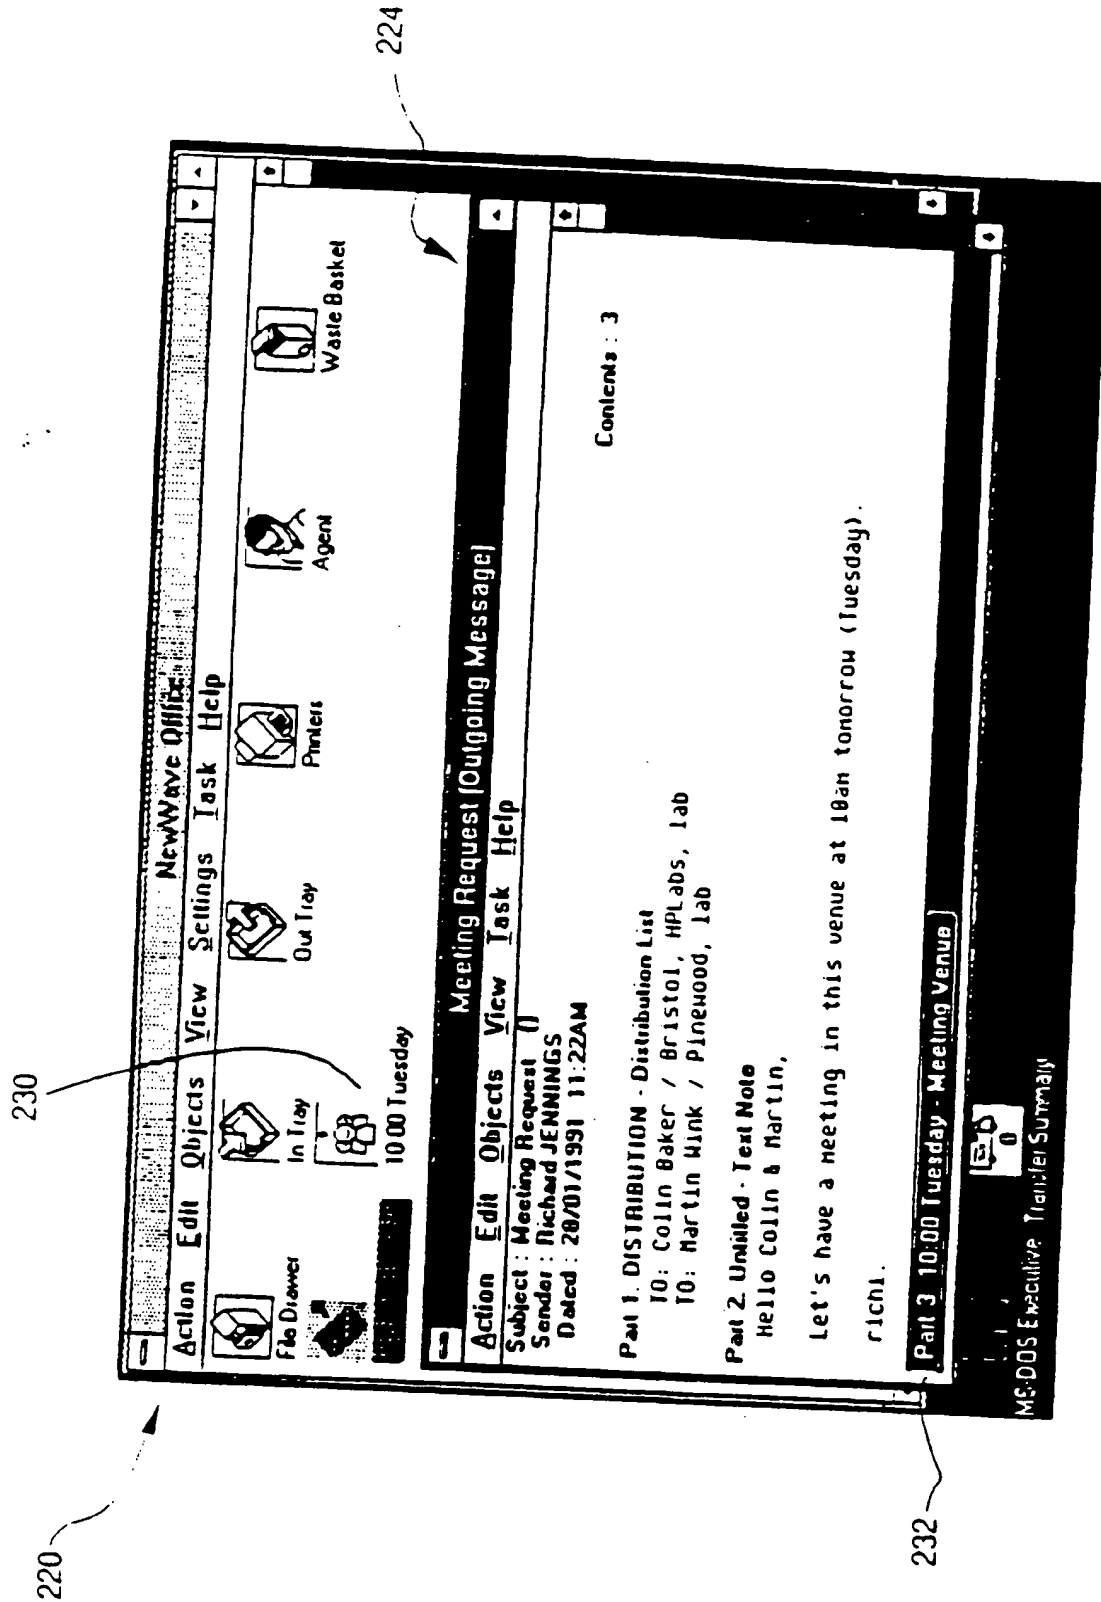 220
230
224
NewWave Office
Action Edit Objects View Settings Task Help
File Drawer
In Tray
Out Tray
Printers
Agent
Waste Basket
10:00 Tuesday
Meeting Request [Outgoing Message]
Action Edit Objects View Task Help
Subject : Meeting Request ()
Sender : Richard JENNINGS
Dated : 28/01/1991 11:22AM
Contents : 3
Part 1. DISTRIBUTION - Distribution List
TO: Colin Baker / Bristol, HPLabs, lab
TO: Martin Wink / Pinewood, lab
Part 2. Untitled - Text Note
Hello Colin & Martin,
Let's have a meeting in this venue at 10am tomorrow (Tuesday).
richi.
Part 3 10:00 Tuesday - Meeting Venue
MS-DOS Executive
Transfer Summary
0
232